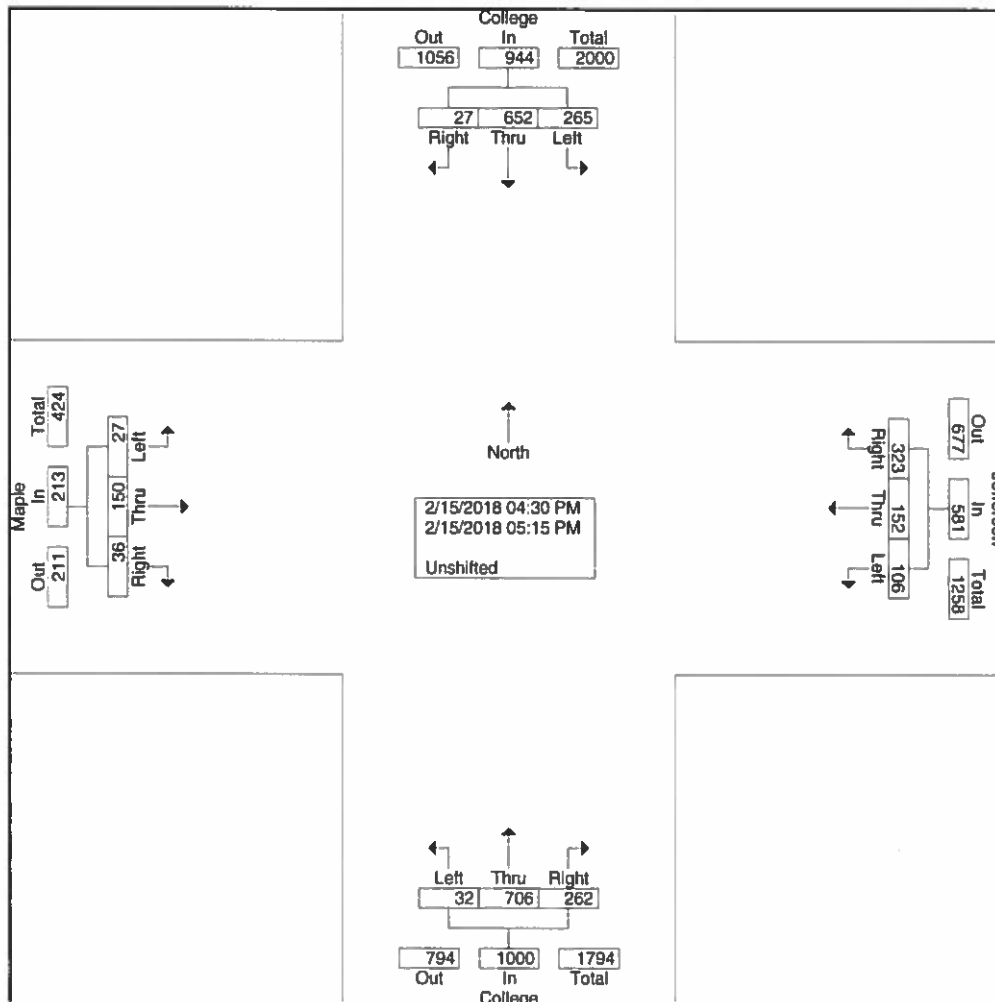 College
Out In Total
1056 944 2000
27 652 265
Right Thru Left
Total
424
In
213
Out
211
Maple
27
Left
150
Thru
36
Right
North
2/15/2018 04:30 PM
2/15/2018 05:15 PM
Unshifted
Right
323
Thru
152
Left
106
Out
677
In
581
Total
1258
Left Thru Right
32 706 262
794 1000 1794
Out In Total
College